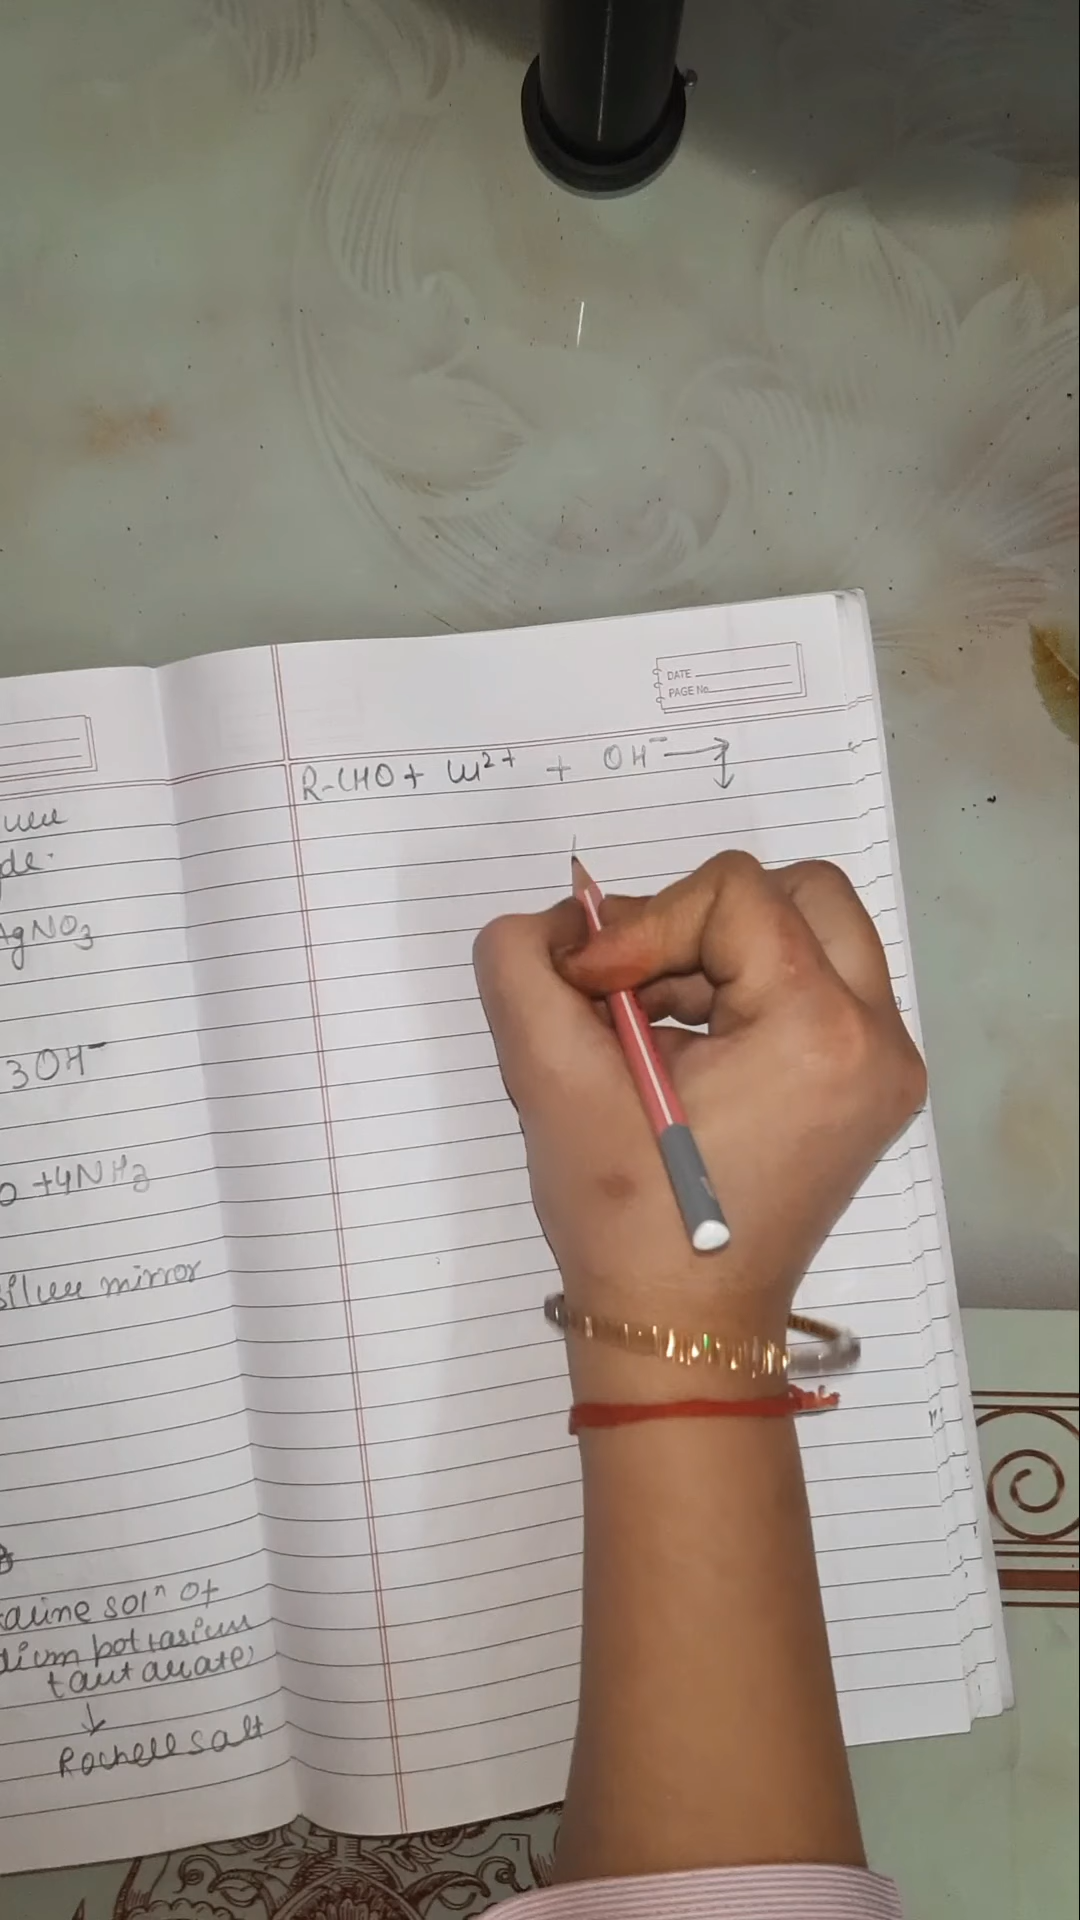 DATE
PAGE No.
R-CHO + Cu²⁺ + OH⁻ →
de.
AgNO₃
3OH⁻
O + 4NH₃
silver mirror
aline solⁿ of
dium pottasium
tartarate)
↓
Rochell salt